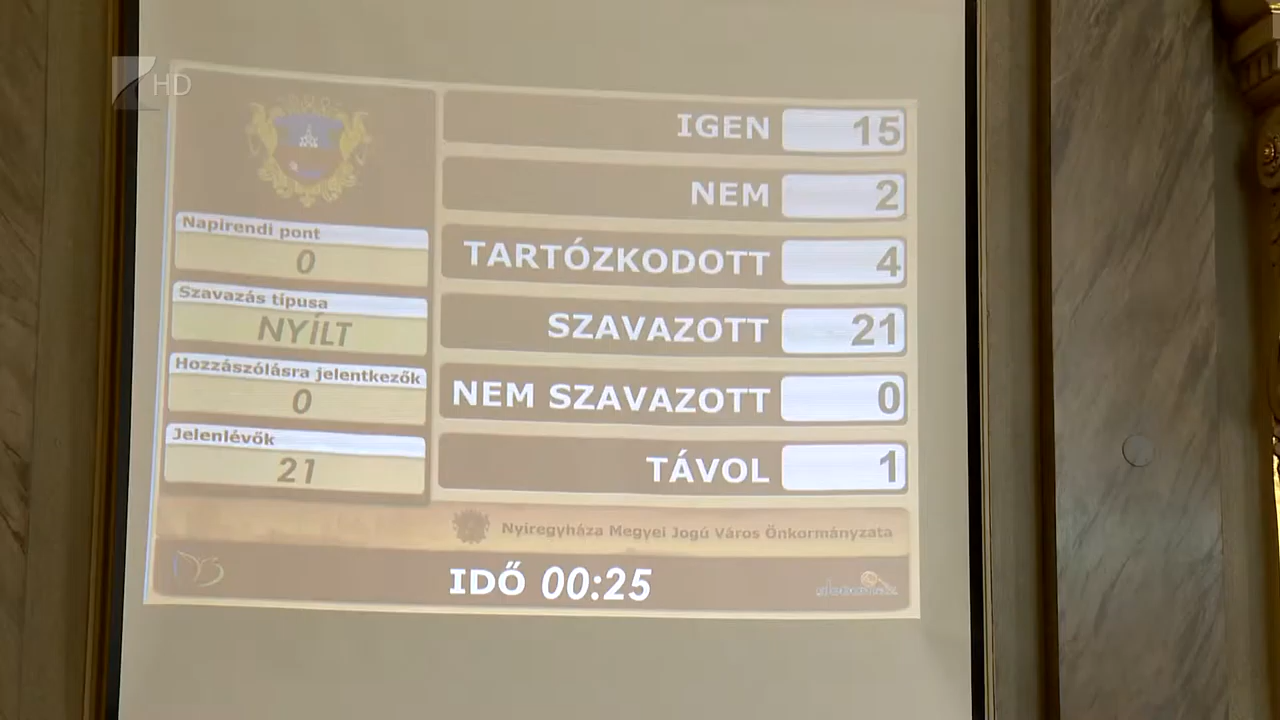 HD
IGEN 15
NEM 2
TARTÓZKODOTT 4
SZAVAZOTT 21
NEM SZAVAZOTT 0
TÁVOL 1
Napirendi pont
0
Szavazás típusa
NYÍLT
Hozzászólásra jelentkezők
0
Jelenlévők
21
Nyíregyháza Megyei Jogú Város Önkormányzata
IDŐ 00:25